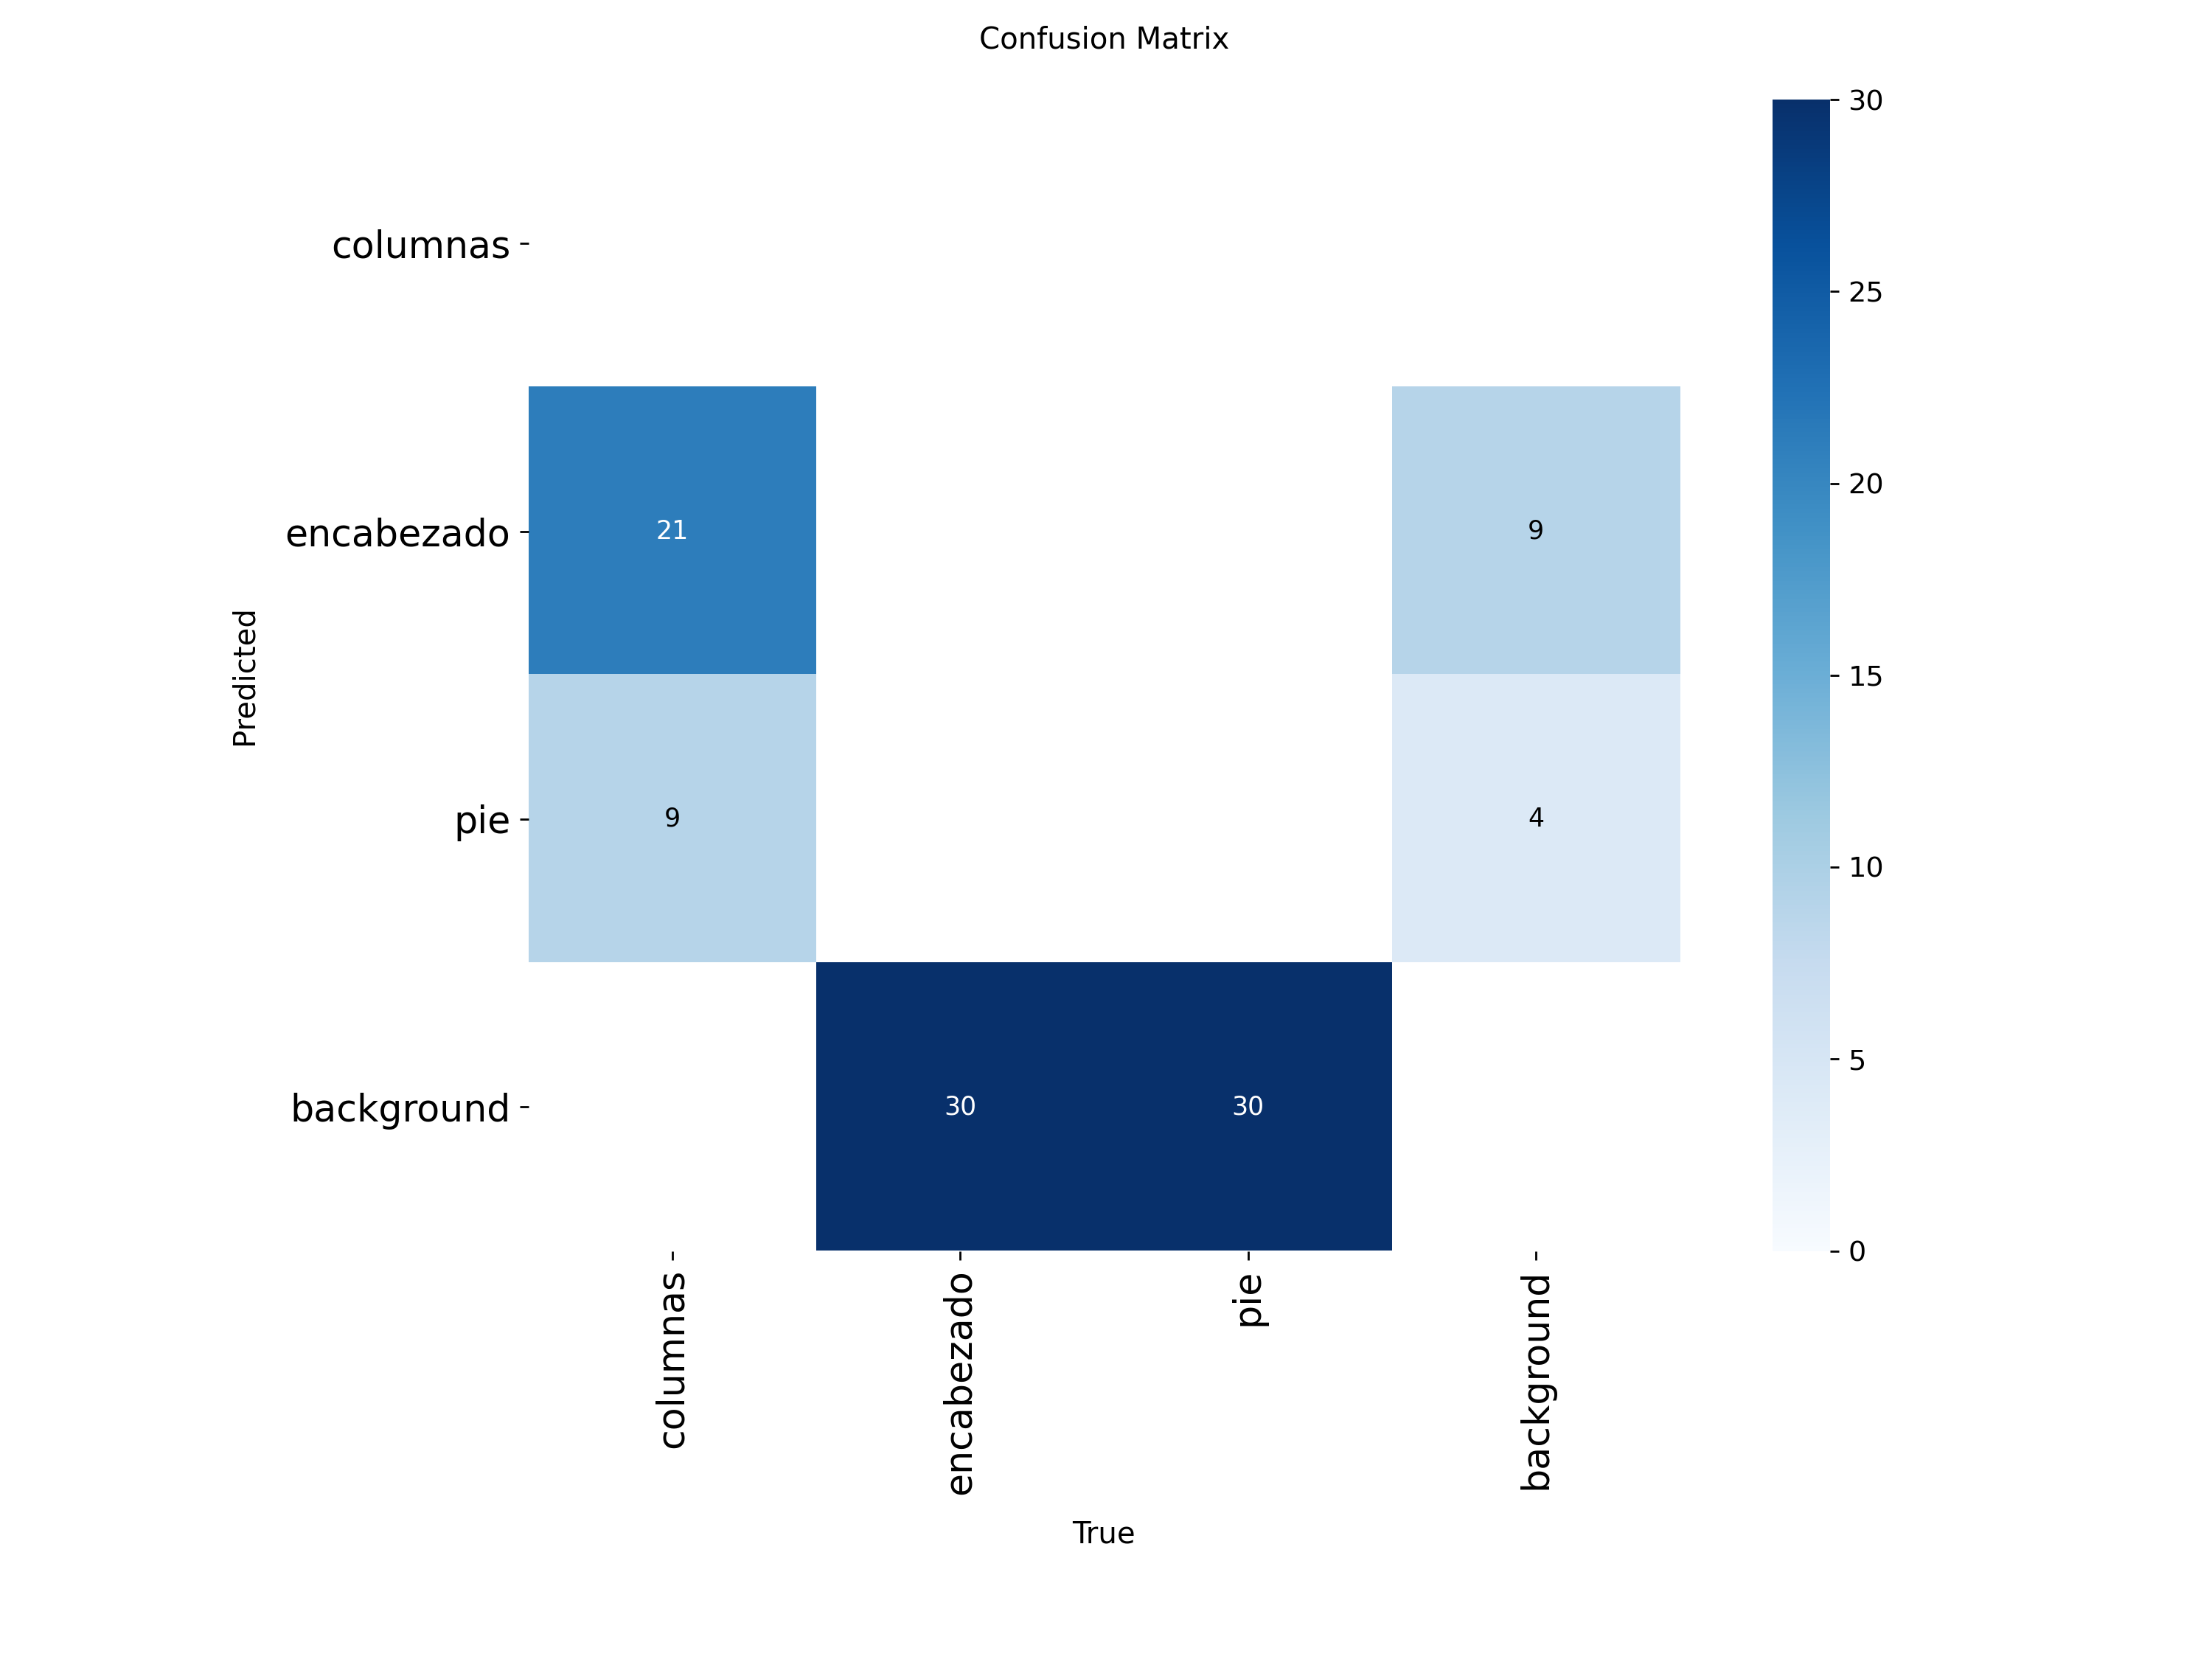 Confusion Matrix
columnas
encabezado
pie
background
Predicted
21
9
9
4
30
30
columnas
encabezado
pie
background
True
30
25
20
15
10
5
0